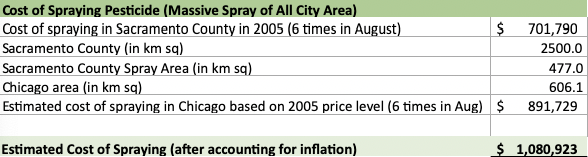 Cost of Spraying Pesticide (Massive Spray of All City Area)
Cost of spraying in Sacramento County in 2005 (6 times in August) $ 701,790
Sacramento County (in km sq) 2500.0
Sacramento County Spray Area (in km sq) 477.0
Chicago area (in km sq) 606.1
Estimated cost of spraying in Chicago based on 2005 price level (6 times in Aug) $ 891,729
Estimated Cost of Spraying (after accounting for inflation) $ 1,080,923